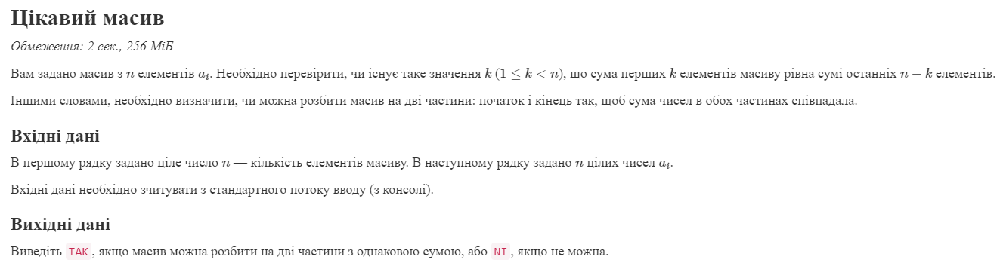 Цікавий масив
Обмеження: 2 сек., 256 МіБ
Вам задано масив з n елементів aᵢ. Необхідно перевірити, чи існує таке значення k (1 ≤ k < n), що сума перших k елементів масиву рівна сумі останніх n − k елементів.
Іншими словами, необхідно визначити, чи можна розбити масив на дві частини: початок і кінець так, щоб сума чисел в обох частинах співпадала.
Вхідні дані
В першому рядку задано ціле число n — кількість елементів масиву. В наступному рядку задано n цілих чисел aᵢ.
Вхідні дані необхідно зчитувати з стандартного потоку вводу (з консолі).
Вихідні дані
Виведіть TAK, якщо масив можна розбити на дві частини з однаковою сумою, або NI, якщо не можна.